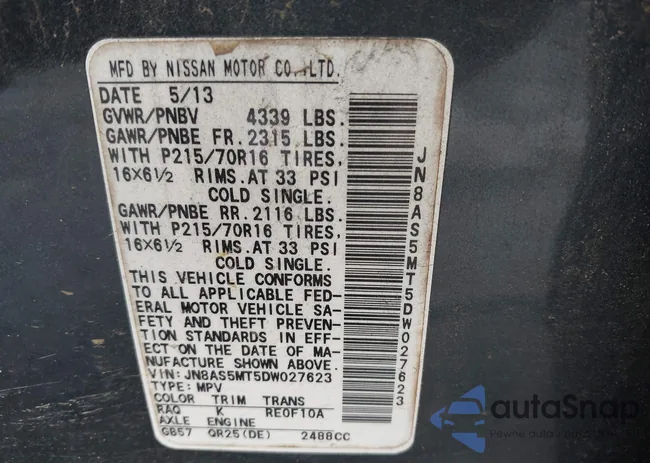 MFD BY NISSAN MOTOR CO.,LTD.
DATE 5/13
GVWR/PNBV 4339 LBS.
GAWR/PNBE FR. 2315 LBS.
WITH P215/70R16 TIRES,
16X6½ RIMS.AT 33 PSI
COLD SINGLE.
GAWR/PNBE RR. 2116 LBS.
WITH P215/70R16 TIRES,
16X6½ RIMS.AT 33 PSI
COLD SINGLE.
THIS VEHICLE CONFORMS
TO ALL APPLICABLE FED-
ERAL MOTOR VEHICLE SA-
FETY AND THEFT PREVEN-
TION STANDARDS IN EFF-
ECT ON THE DATE OF MA-
NUFACTURE SHOWN ABOVE.
VIN:JN8AS5MT5DW027623
TYPE:MPV
COLOR TRIM TRANS
RAQ K RE0F10A
AXLE ENGINE
GB57 QR25(DE) 2488CC
JN8AS5MT5DW027623
autoSnap
Pewne auto